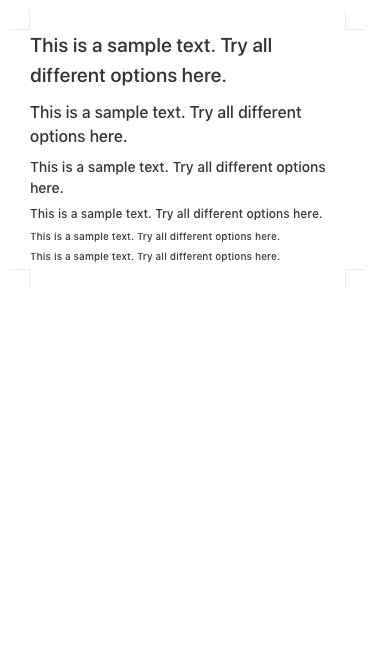 This is a sample text. Try all
different options here.
This is a sample text. Try all different
options here.
This is a sample text. Try all different options
here.
This is a sample text. Try all different options here.
This is a sample text. Try all different options here.
This is a sample text. Try all different options here.